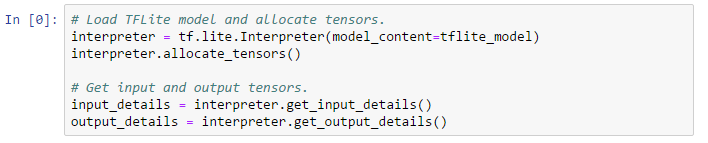 In [0]: # Load TFLite model and allocate tensors.
interpreter = tf.lite.Interpreter(model_content=tflite_model)
interpreter.allocate_tensors()

# Get input and output tensors.
input_details = interpreter.get_input_details()
output_details = interpreter.get_output_details()